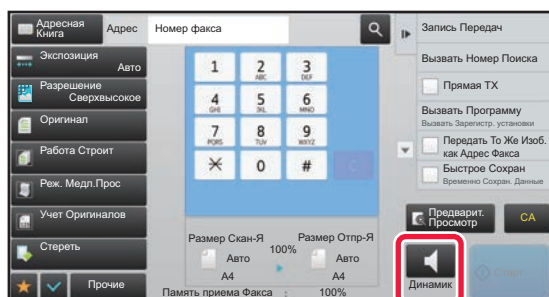 Адресная
Книга
Адрес
Номер факса
Экспозиция
Авто
Разрешение
Сверхвысокое
Оригинал
Работа Строит
Реж. Медл.Прос
Учет Оригиналов
Стереть
Прочие
1
2
ABC
3
DEF
4
GHI
5
JKL
6
MNO
7
PQRS
8
TUV
9
WXYZ
0
#
C
Размер Скан-Я
100%
Размер Отпр-Я
Авто
A4
Авто
A4
Память приема Факса : 100%
Запись Передач
Вызвать Номер Поиска
Прямая TX
Вызвать Программу
Вызвать Зарегистр. установки
Передать То Же Изоб.
как Адрес Факса
Быстрое Сохран
Временно Сохран. Данные
Предварит.
Просмотр
CA
Динамик
Старт